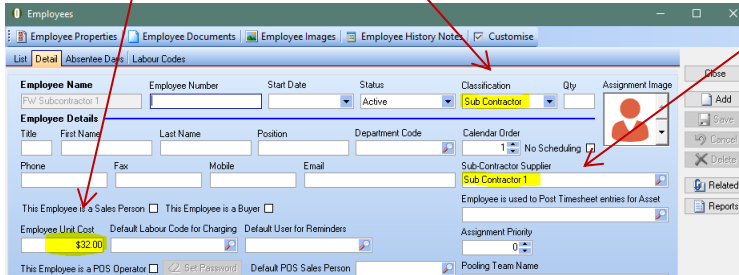 Employees
Employee Properties Employee Documents Employee Images Employee History Notes Customise
List Detail Absentee Days Labour Codes
Employee Name Employee Number Start Date Status Classification Qty Assignment Image Close
FW Subcontractor 1 Active Sub Contractor Add
Employee Details Save
Title First Name Last Name Position Department Code Calendar Order
1 No Scheduling Cancel
Phone Fax Mobile Email Sub-Contractor Supplier Delete
Sub Contractor 1 Related
This Employee is a Sales Person This Employee is a Buyer Employee is used to Post Timesheet entries for Asset Reports
Employee Unit Cost Default Labour Code for Charging Default User for Reminders Assignment Priority
$32.00 0
This Employee is a POS Operator Set Password Default POS Sales Person Pooling Team Name